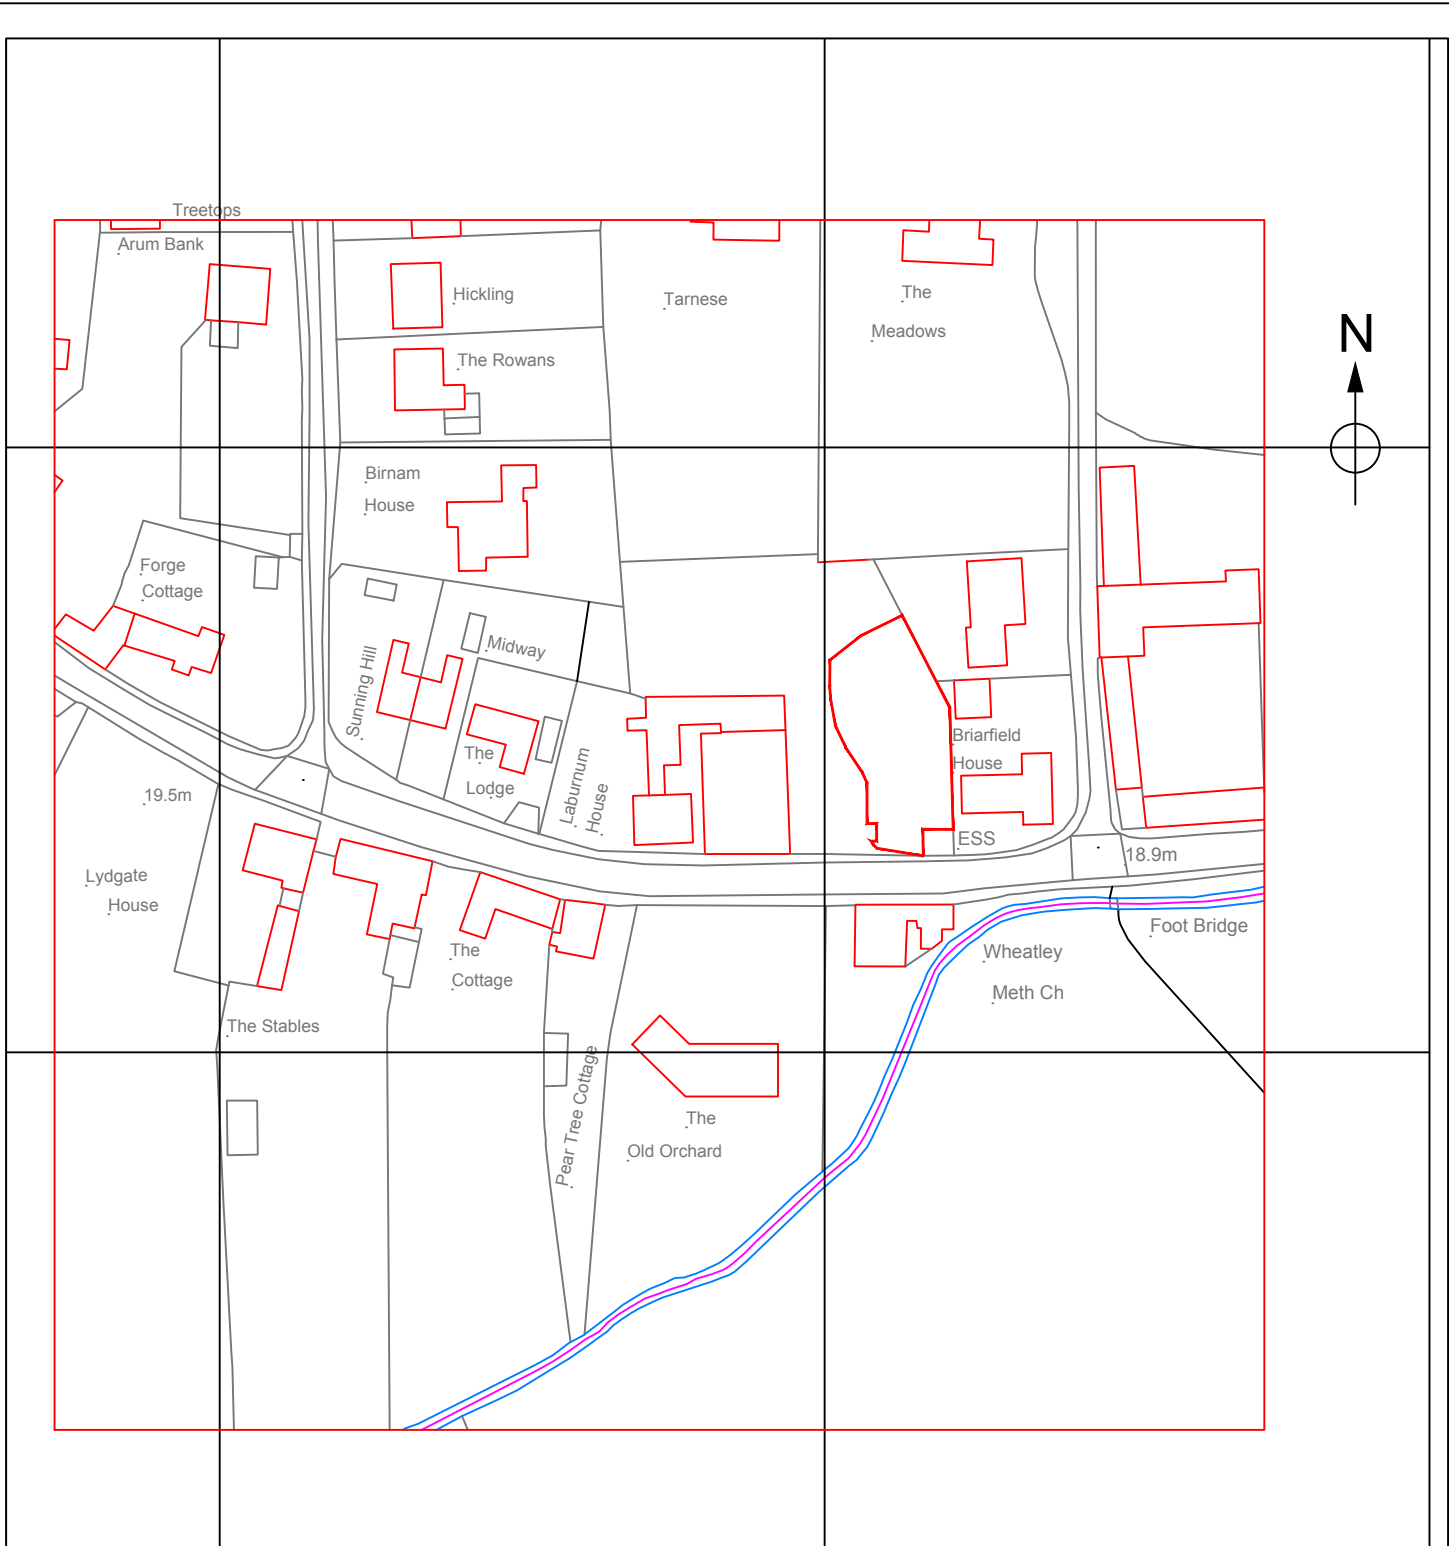 Treetops
Arum Bank
Hickling
Tarnese
The
Meadows
N
The Rowans
Birnam
House
Forge
Cottage
Midway
Sunning Hill
The
Lodge
Laburnum
House
Briarfield
House
ESS
19.5m
18.9m
Lydgate
House
The
Cottage
The Stables
Foot Bridge
Wheatley
Meth Ch
Pear Tree Cottage
The
Old Orchard